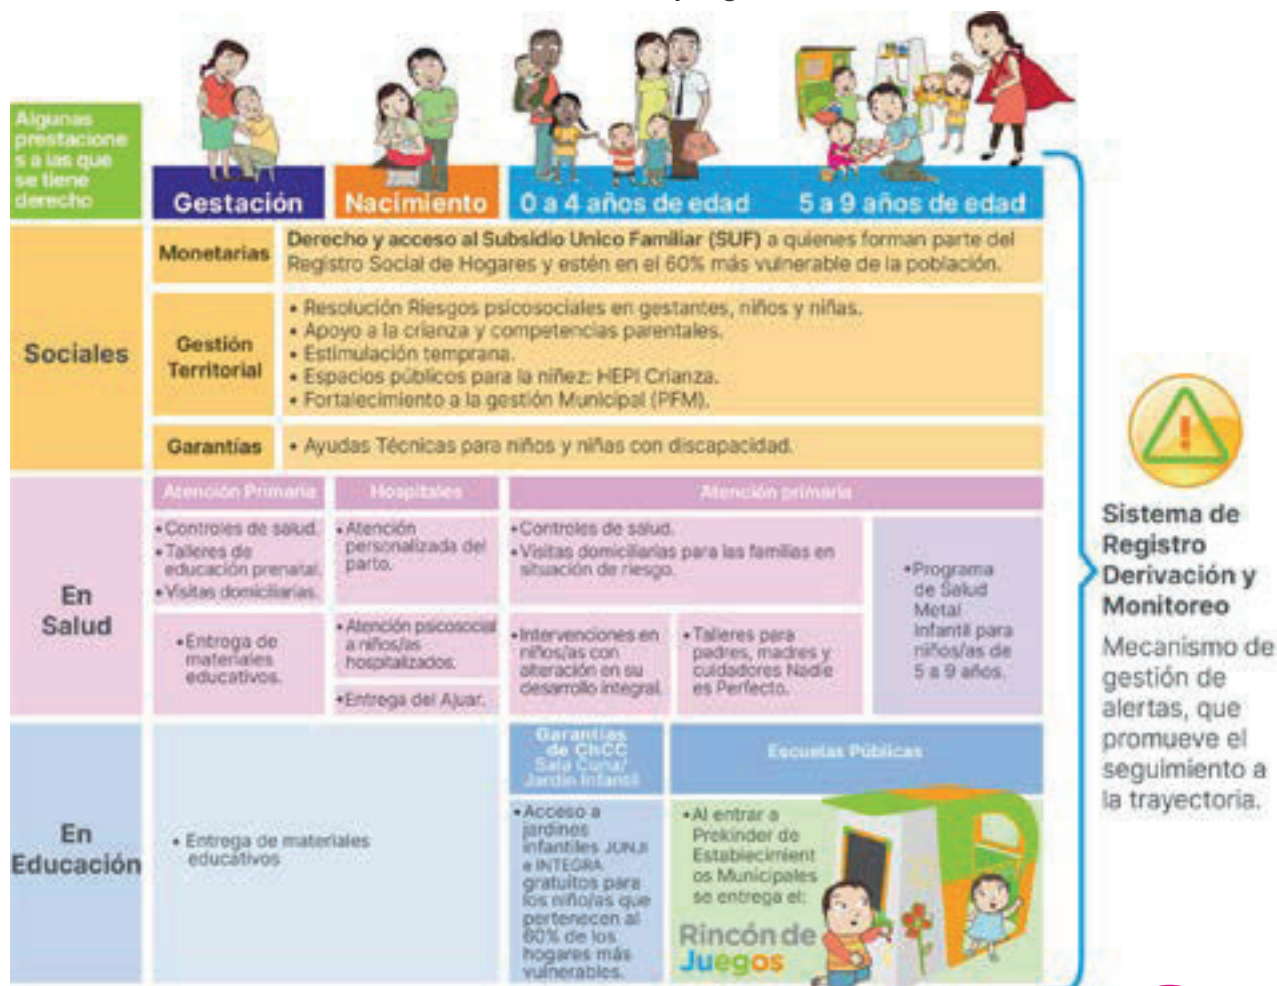 Algunas
prestacione
s a las que
se tiene
derecho
Gestación
Nacimiento
0 a 4 años de edad
5 a 9 años de edad
Sociales
Monetarias
Derecho y acceso al Subsidio Unico Familiar (SUF) a quienes forman parte del
Registro Social de Hogares y estén en el 60% más vulnerable de la población.
Gestión
Territorial
• Resolución Riesgos psicosociales en gestantes, niños y niñas.
• Apoyo a la crianza y competencias parentales.
• Estimulación temprana.
• Espacios públicos para la niñez: HEPI Crianza.
• Fortalecimiento a la gestión Municipal (PFM).
Garantías
• Ayudas Técnicas para niños y niñas con discapacidad.
En
Salud
Atención Primaria
Hospitales
Atención primaria
• Controles de salud.
• Talleres de
educación prenatal.
• Visitas domiciliarias.
• Atención
personalizada del
parto.
• Controles de salud.
• Visitas domiciliarias para las familias en
situación de riesgo.
• Programa
de Salud
Metal
Infantil para
niños/as de
5 a 9 años.
• Entrega de
materiales
educativos.
• Atención psicosocial
a niños/as
hospitalizados.
• Entrega del Ajuar.
• Intervenciones en
niños/as con
alteración en su
desarrollo integral.
• Talleres para
padres, madres y
cuidadores Nadie
es Perfecto.
En
Educación
• Entrega de materiales
educativos
Garantías
de ChCC
Sala Cuna/
Jardín Infantil
• Acceso a
jardines
infantiles JUNJI
e INTEGRA
gratuitos para
los niño/as que
pertenecen al
60% de los
hogares más
vulnerables.
Escuelas Públicas
• Al entrar a
Prekinder de
Establecimient
os Municipales
se entrega el:
Rincón de
Juegos
Sistema de
Registro
Derivación y
Monitoreo
Mecanismo de
gestión de
alertas, que
promueve el
seguimiento a
la trayectoria.